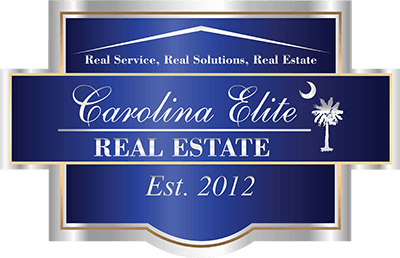 Real Service, Real Solutions, Real Estate
Carolina Elite
REAL ESTATE
Est. 2012